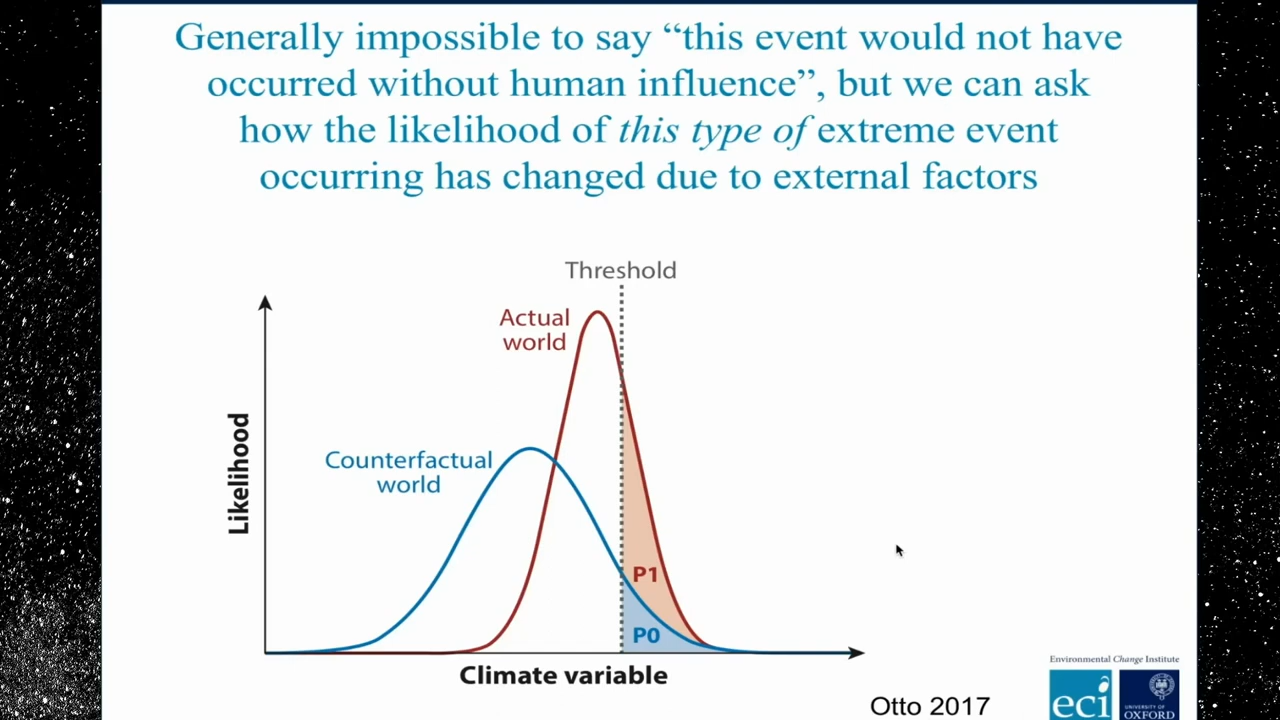 Generally impossible to say “this event would not have
occurred without human influence”, but we can ask
how the likelihood of this type of extreme event
occurring has changed due to external factors
Threshold
Actual
world
Counterfactual
world
Likelihood
P1
P0
Climate variable
Otto 2017
Environmental Change Institute
eci
UNIVERSITY OF
OXFORD